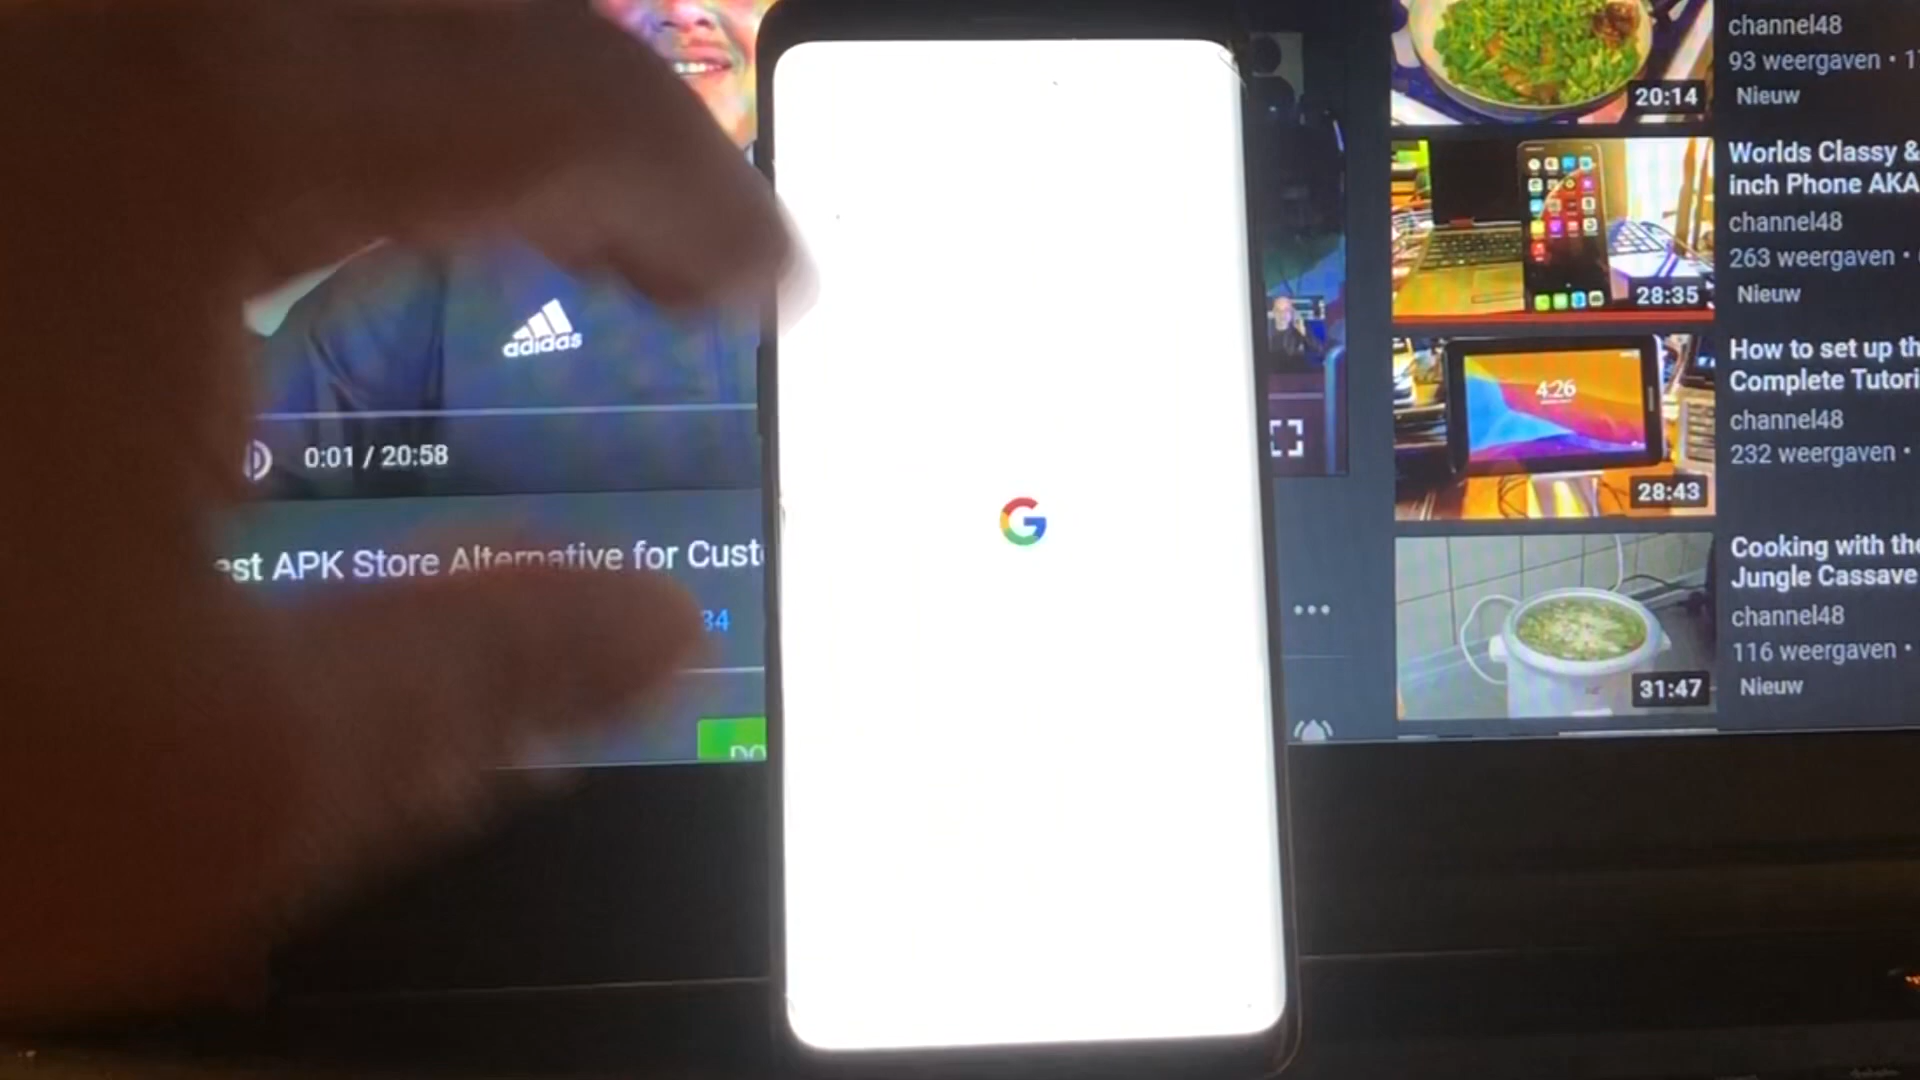 adidas
0:01 / 20:58
est APK Store Alternative for Cust
34
DO
G
channel48
93 weergaven • 1
Nieuw
20:14
Worlds Classy &
inch Phone AKA
channel48
263 weergaven •
Nieuw
28:35
How to set up th
Complete Tutori
channel48
232 weergaven •
4:26
28:43
Cooking with the
Jungle Cassave
channel48
116 weergaven •
Nieuw
31:47